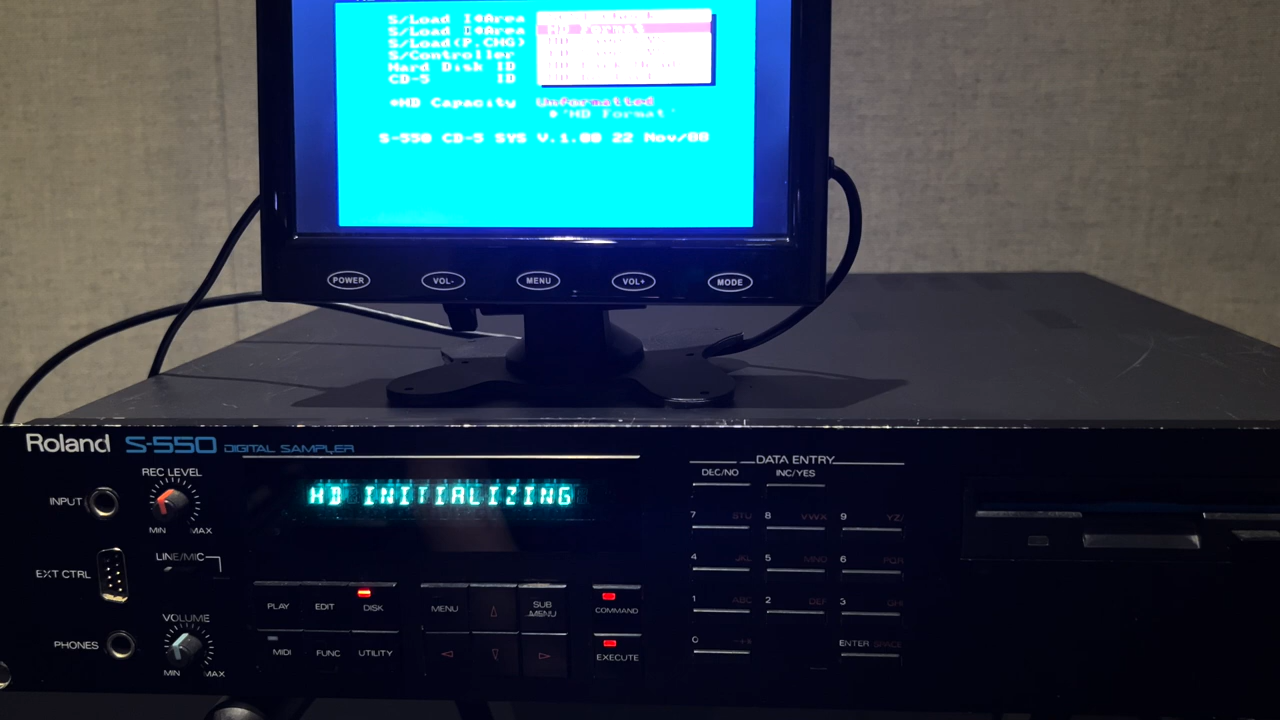 S/Load I*Area
S/Load I*Area
S/Load(P.CHG)
S/Controller
Hard Disk ID
CD-5 ID
HD Format
*HD Capacity Unformatted
'HD Format'
S-550 CD-5 SYS V.1.00 22 Nov/88
POWER VOL- MENU VOL+ MODE
Roland S-550 DIGITAL SAMPLER
HD INITIALIZING
REC LEVEL
INPUT
MIN MAX
LINE/MIC
EXT CTRL
VOLUME
PHONES
MIN MAX
PLAY EDIT DISK
MIDI FUNC UTILITY
MENU SUB MENU
COMMAND
EXECUTE
DATA ENTRY
DEC/NO INC/YES
7 STU 8 VWX 9 YZ/
4 JKL 5 MNO 6 PQR
1 ABC 2 DEF 3 GHI
0 ENTER SPACE